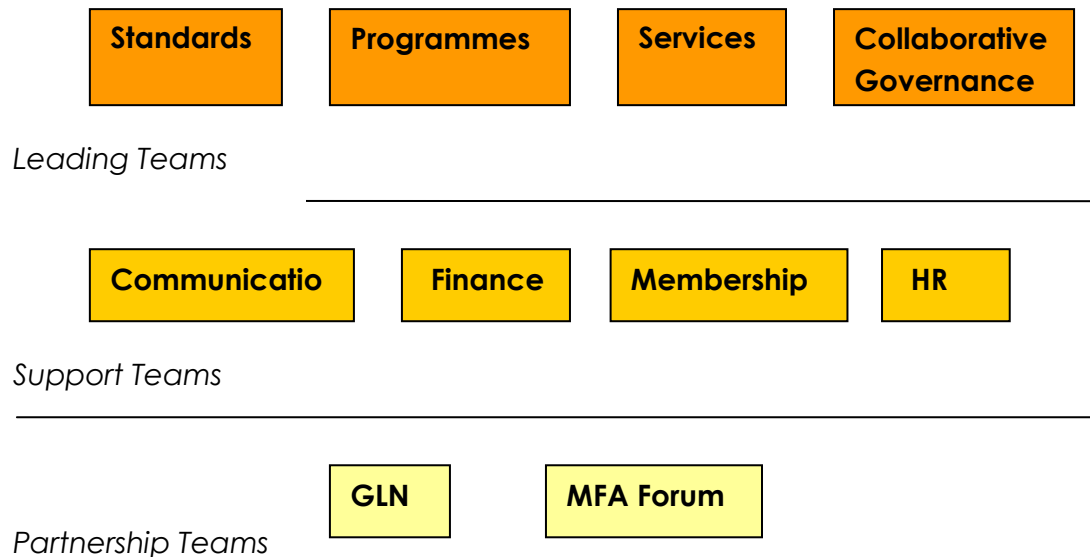 Standards Programmes Services Collaborative
Governance
Leading Teams
Communicatio Finance Membership HR
Support Teams
GLN MFA Forum
Partnership Teams